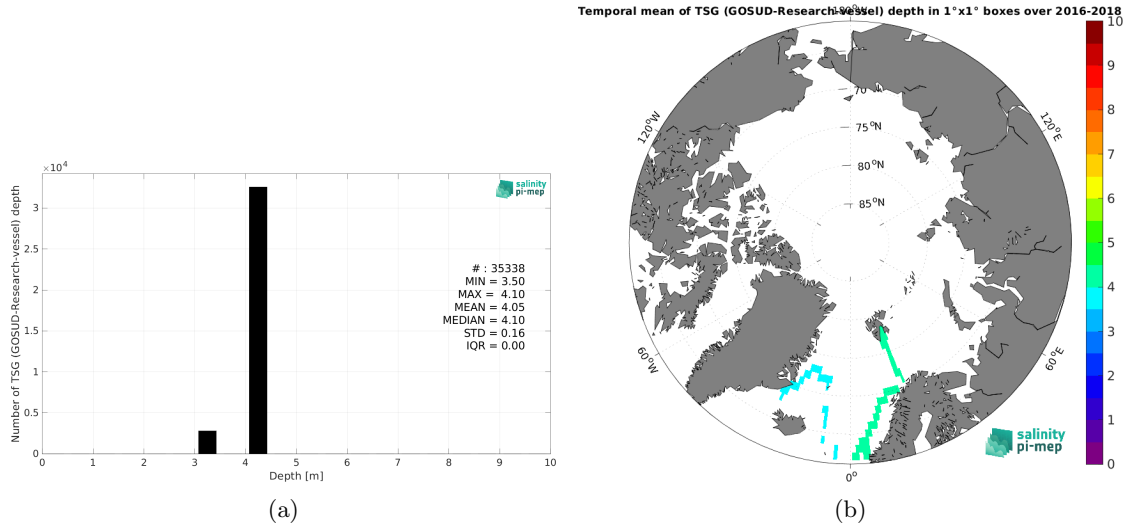 ×10⁴
Number of TSG (GOSUD-Research-vessel) depth
3
2.5
2
1.5
1
0.5
0
salinity
pi-mep
# : 35338
MIN = 3.50
MAX = 4.10
MEAN = 4.05
MEDIAN = 4.10
STD = 0.16
IQR = 0.00
0 1 2 3 4 5 6 7 8 9 10
Depth [m]
(a)
Temporal mean of TSG (GOSUD-Research-vessel) depth in 1°x1° boxes over 2016-2018
180°W
120°W
120°E
70
75°N
80°N
85°N
60°W
60°E
0°
salinity
pi-mep
10
9
8
7
6
5
4
3
2
1
0
(b)